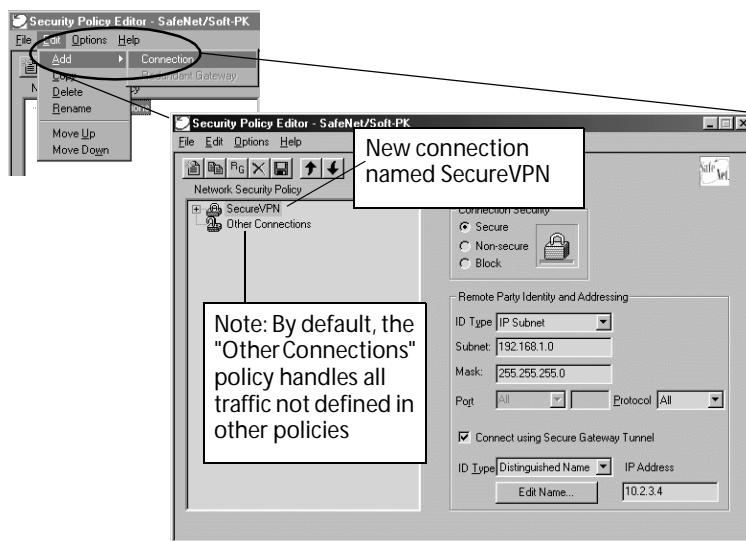 Security Policy Editor - SafeNet/Soft-PK
File Edit Options Help
Add Connection
Copy Redundant Gateway
Delete
Rename
Move Up
Move Down
Security Policy Editor - SafeNet/Soft-PK
File Edit Options Help
New connection
named SecureVPN
Safe
Net
Network Security Policy
SecureVPN
Other Connections
Connection Security
Secure
Non-secure
Block
Note: By default, the
"Other Connections"
policy handles all
traffic not defined in
other policies
Remote Party Identity and Addressing
ID Type IP Subnet
Subnet: 192.168.1.0
Mask: 255.255.255.0
Port All Protocol All
Connect using Secure Gateway Tunnel
ID Type Distinguished Name IP Address
Edit Name... 10.2.3.4